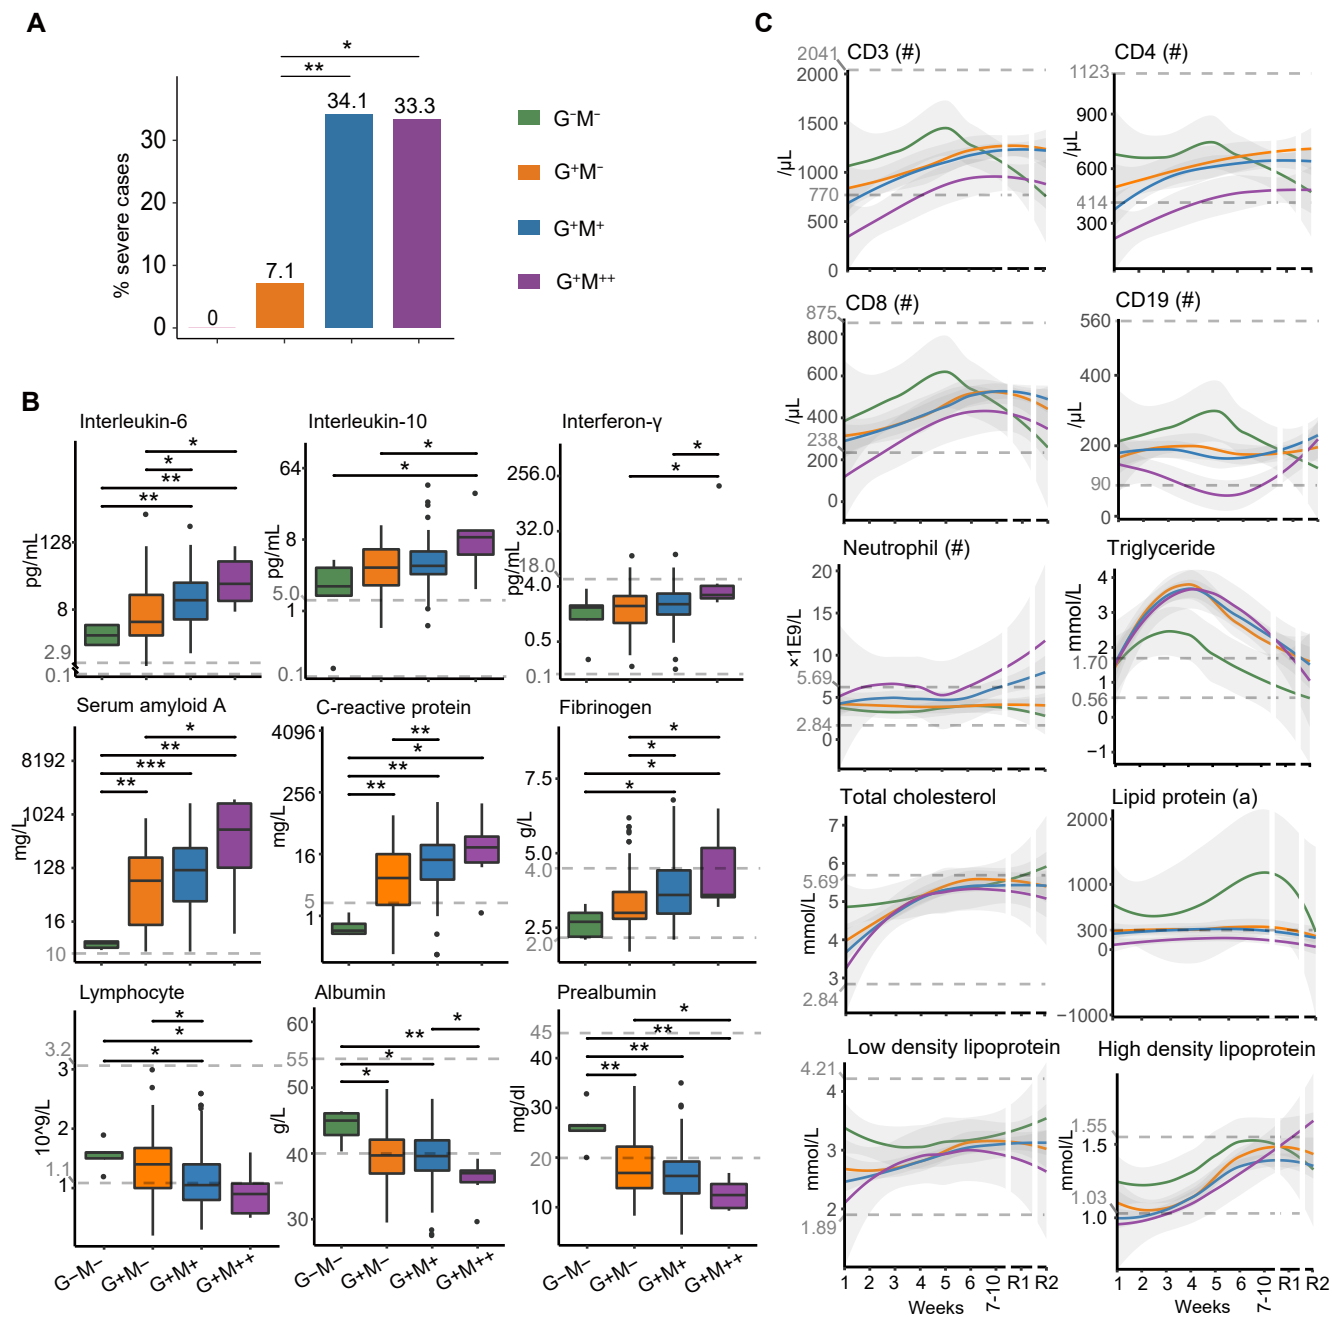 A
% severe cases
30
20
10
0
0
7.1
34.1
33.3
**
*
G⁻M⁻
G⁺M⁻
G⁺M⁺
G⁺M⁺⁺
B
Interleukin-6
pg/mL
128
8
2.9
0.1
*
*
**
**
Interleukin-10
pg/mL
64
8
5.0
1
0.1
*
*
Interferon-γ
pg/mL
256.0
32.0
18.0
4.0
0.5
0.1
*
*
Serum amyloid A
mg/L
8192
1024
128
16
10
*
**
***
**
C-reactive protein
mg/L
4096
256
16
5
1
**
*
**
**
Fibrinogen
g/L
7.5
5.0
4.0
2.5
2.0
*
*
*
*
Lymphocyte
10^9/L
3.2
3
2
1.1
1
*
*
*
Albumin
g/L
60
55
50
40
30
*
**
*
*
Prealbumin
mg/dl
45
40
30
20
10
*
**
**
**
G−M−
G+M−
G+M+
G+M++
G−M−
G+M−
G+M+
G+M++
G−M−
G+M−
G+M+
G+M++
C
CD3 (#)
/μL
2041
2000
1500
1000
770
500
0
CD4 (#)
/μL
1123
900
600
414
300
CD8 (#)
/μL
875
800
600
400
238
200
0
CD19 (#)
/μL
560
400
200
90
0
Neutrophil (#)
×1E9/L
20
15
10
5.69
5
2.84
0
Triglyceride
mmol/L
4
3
2
1.70
1
0.56
0
−1
Total cholesterol
mmol/L
7
6
5.69
5
4
3
2.84
Lipid protein (a)
2000
1000
300
0
−1000
Low density lipoprotein
mmol/L
4.21
4
3
2
1.89
High density lipoprotein
mmol/L
1.55
1.5
1.03
1.0
1 2 3 4 5 6 7-10 R1 R2
Weeks
1 2 3 4 5 6 7-10 R1 R2
Weeks